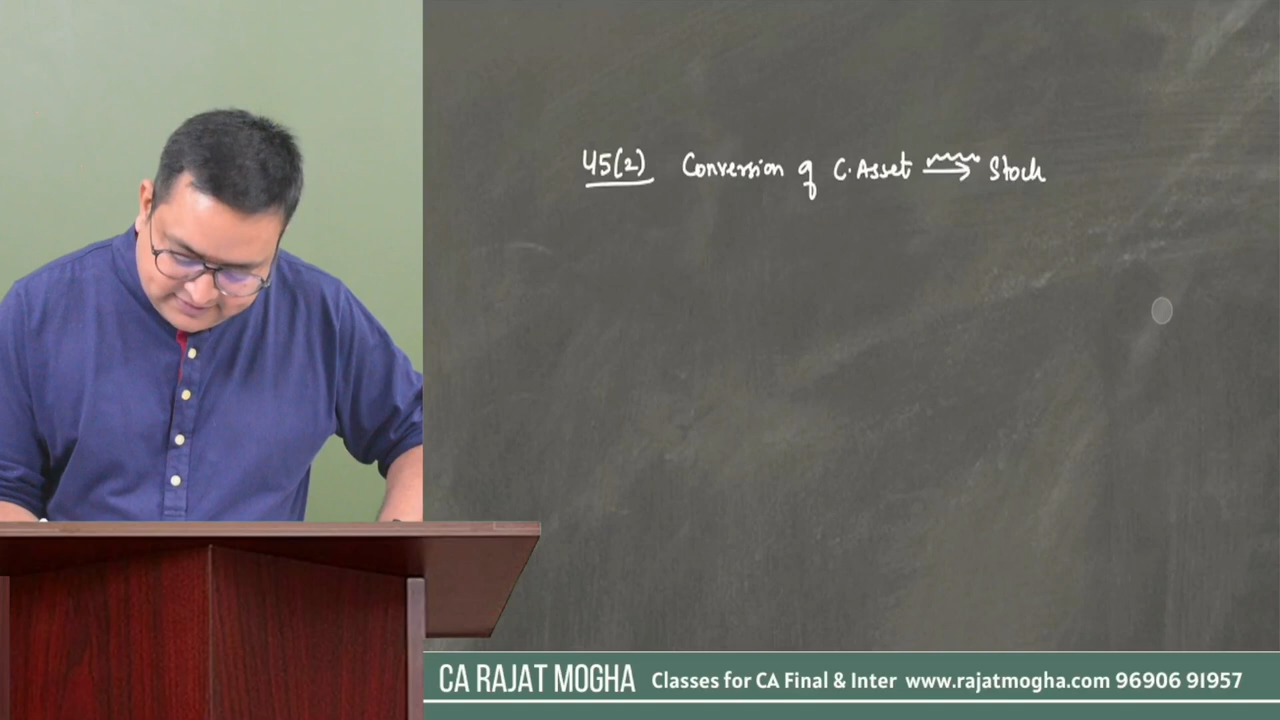 45(2) Conversion of C.Asset → Stock
CA RAJAT MOGHA Classes for CA Final & Inter www.rajatmogha.com 96906 91957